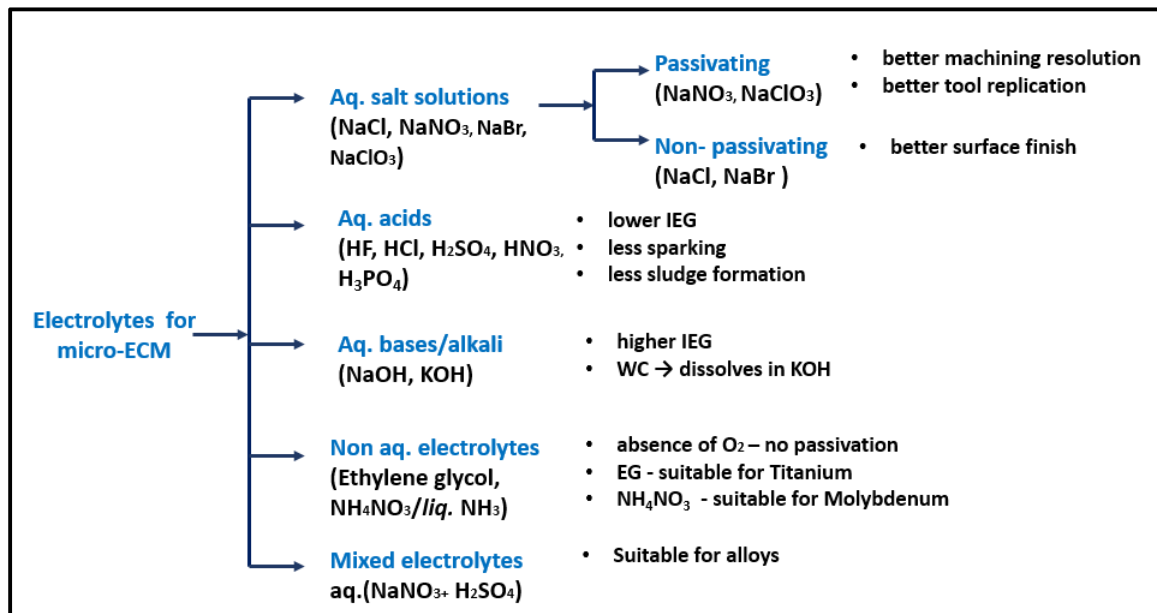 Electrolytes for
micro-ECM
Aq. salt solutions
(NaCl, NaNO₃, NaBr,
NaClO₃)
Passivating
(NaNO₃, NaClO₃)
• better machining resolution
• better tool replication
Non- passivating
(NaCl, NaBr )
• better surface finish
Aq. acids
(HF, HCl, H₂SO₄, HNO₃,
H₃PO₄)
• lower IEG
• less sparking
• less sludge formation
Aq. bases/alkali
(NaOH, KOH)
• higher IEG
• WC → dissolves in KOH
Non aq. electrolytes
(Ethylene glycol,
NH₄NO₃/liq. NH₃)
• absence of O₂ – no passivation
• EG - suitable for Titanium
• NH₄NO₃ - suitable for Molybdenum
Mixed electrolytes
aq.(NaNO₃₊ H₂SO₄)
• Suitable for alloys